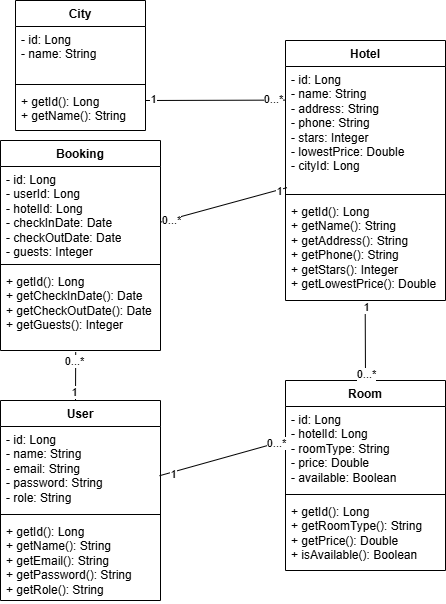 City
- id: Long
- name: String
+ getId(): Long
+ getName(): String
1
0...*
Hotel
- id: Long
- name: String
- address: String
- phone: String
- stars: Integer
- lowestPrice: Double
- cityId: Long
+ getId(): Long
+ getName(): String
+ getAddress(): String
+ getPhone(): String
+ getStars(): Integer
+ getLowestPrice(): Double
Booking
- id: Long
- userId: Long
- hotelId: Long
- checkInDate: Date
- checkOutDate: Date
- guests: Integer
+ getId(): Long
+ getCheckInDate(): Date
+ getCheckOutDate(): Date
+ getGuests(): Integer
0...*
1
0...*
1
1
0...*
User
- id: Long
- name: String
- email: String
- password: String
- role: String
+ getId(): Long
+ getName(): String
+ getEmail(): String
+ getPassword(): String
+ getRole(): String
1
0...*
Room
- id: Long
- hotelId: Long
- roomType: String
- price: Double
- available: Boolean
+ getId(): Long
+ getRoomType(): String
+ getPrice(): Double
+ isAvailable(): Boolean